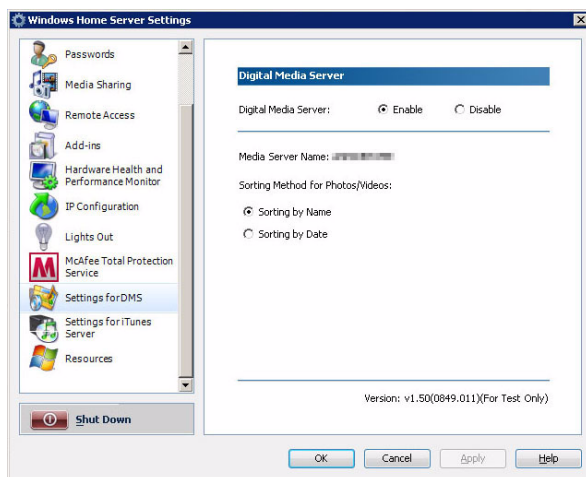 Windows Home Server Settings
Passwords
Media Sharing
Remote Access
Add-ins
Hardware Health and
Performance Monitor
IP Configuration
Lights Out
McAfee Total Protection
Service
Settings for DMS
Settings for iTunes
Server
Resources
Shut Down
Digital Media Server
Digital Media Server: Enable Disable
Media Server Name:
Sorting Method for Photos/Videos:
Sorting by Name
Sorting by Date
Version: v1.50(0849.011)(For Test Only)
OK Cancel Apply Help